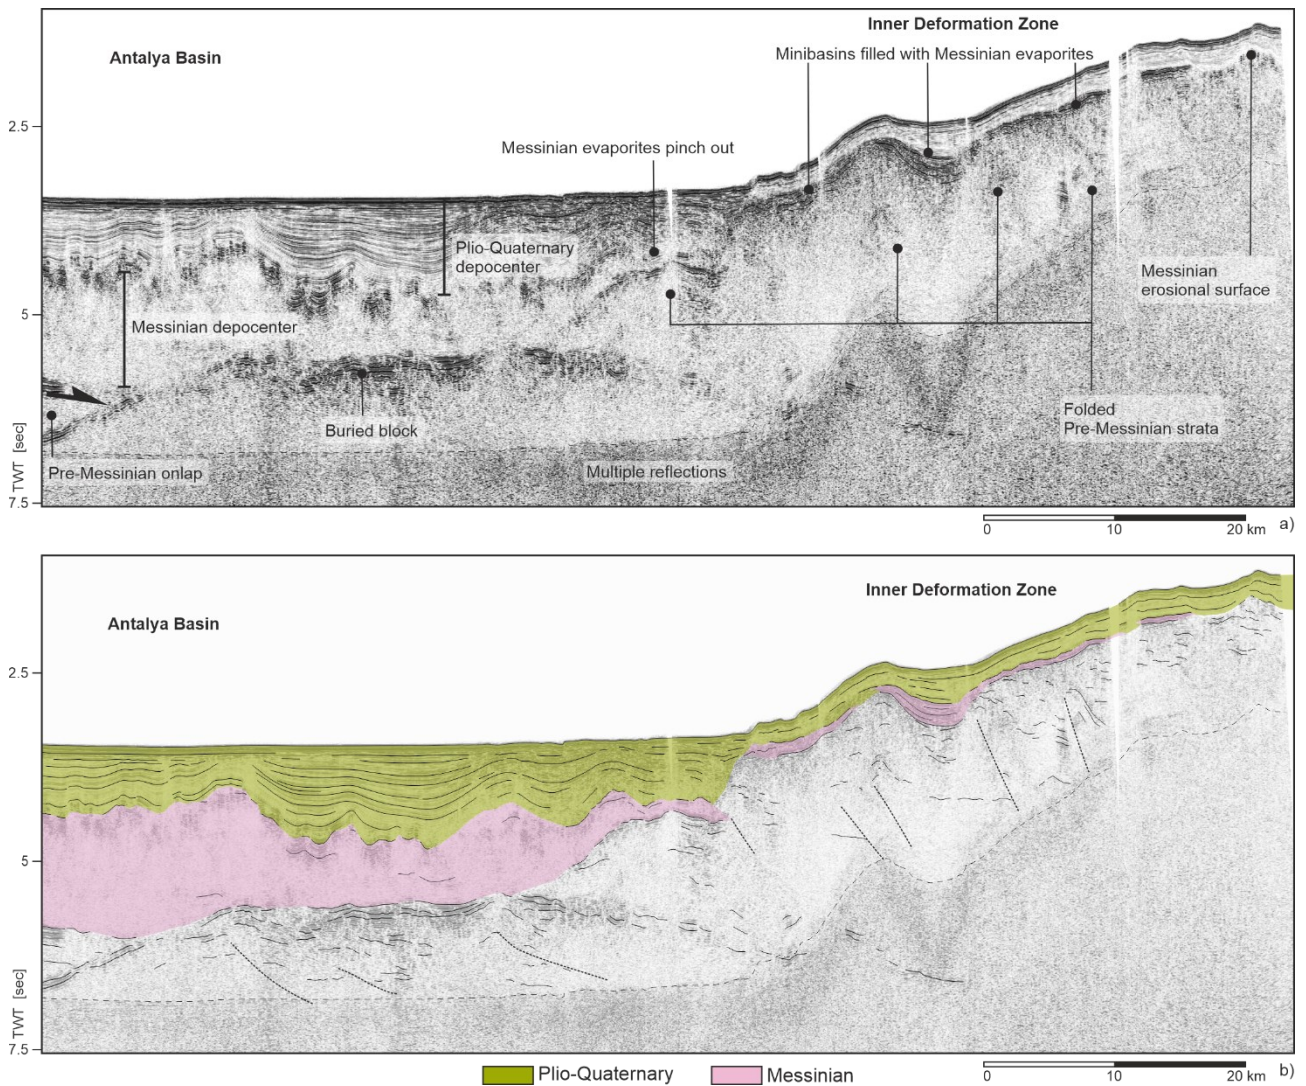 Inner Deformation Zone
Antalya Basin
Minibasins filled with Messinian evaporites
2.5
Messinian evaporites pinch out
Plio-Quaternary
depocenter
Messinian
erosional surface
5
Messinian depocenter
Folded
Pre-Messinian strata
Buried block
Pre-Messinian onlap
Multiple reflections
TWT [sec]
7.5
0
10
20 km
a)
Inner Deformation Zone
Antalya Basin
2.5
5
TWT [sec]
7.5
0
10
20 km
b)
Plio-Quaternary
Messinian